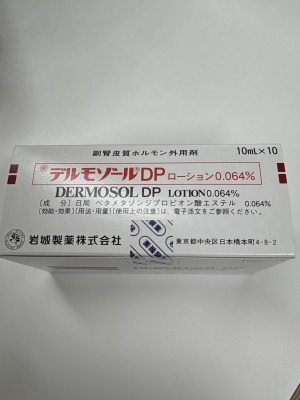 副腎皮質ホルモン外用剤
10mL×10
デルモゾールDP ローション0.064%
DERMOSOL DP LOTION 0.064%
[成 分] 日局 ベタメタゾンジプロピオン酸エステル 0.064%
[効能・効果] [用法・用量] [使用上の注意] は、電子添文をご参照ください。
岩城製薬株式会社
東京都中央区日本橋本町4-8-2